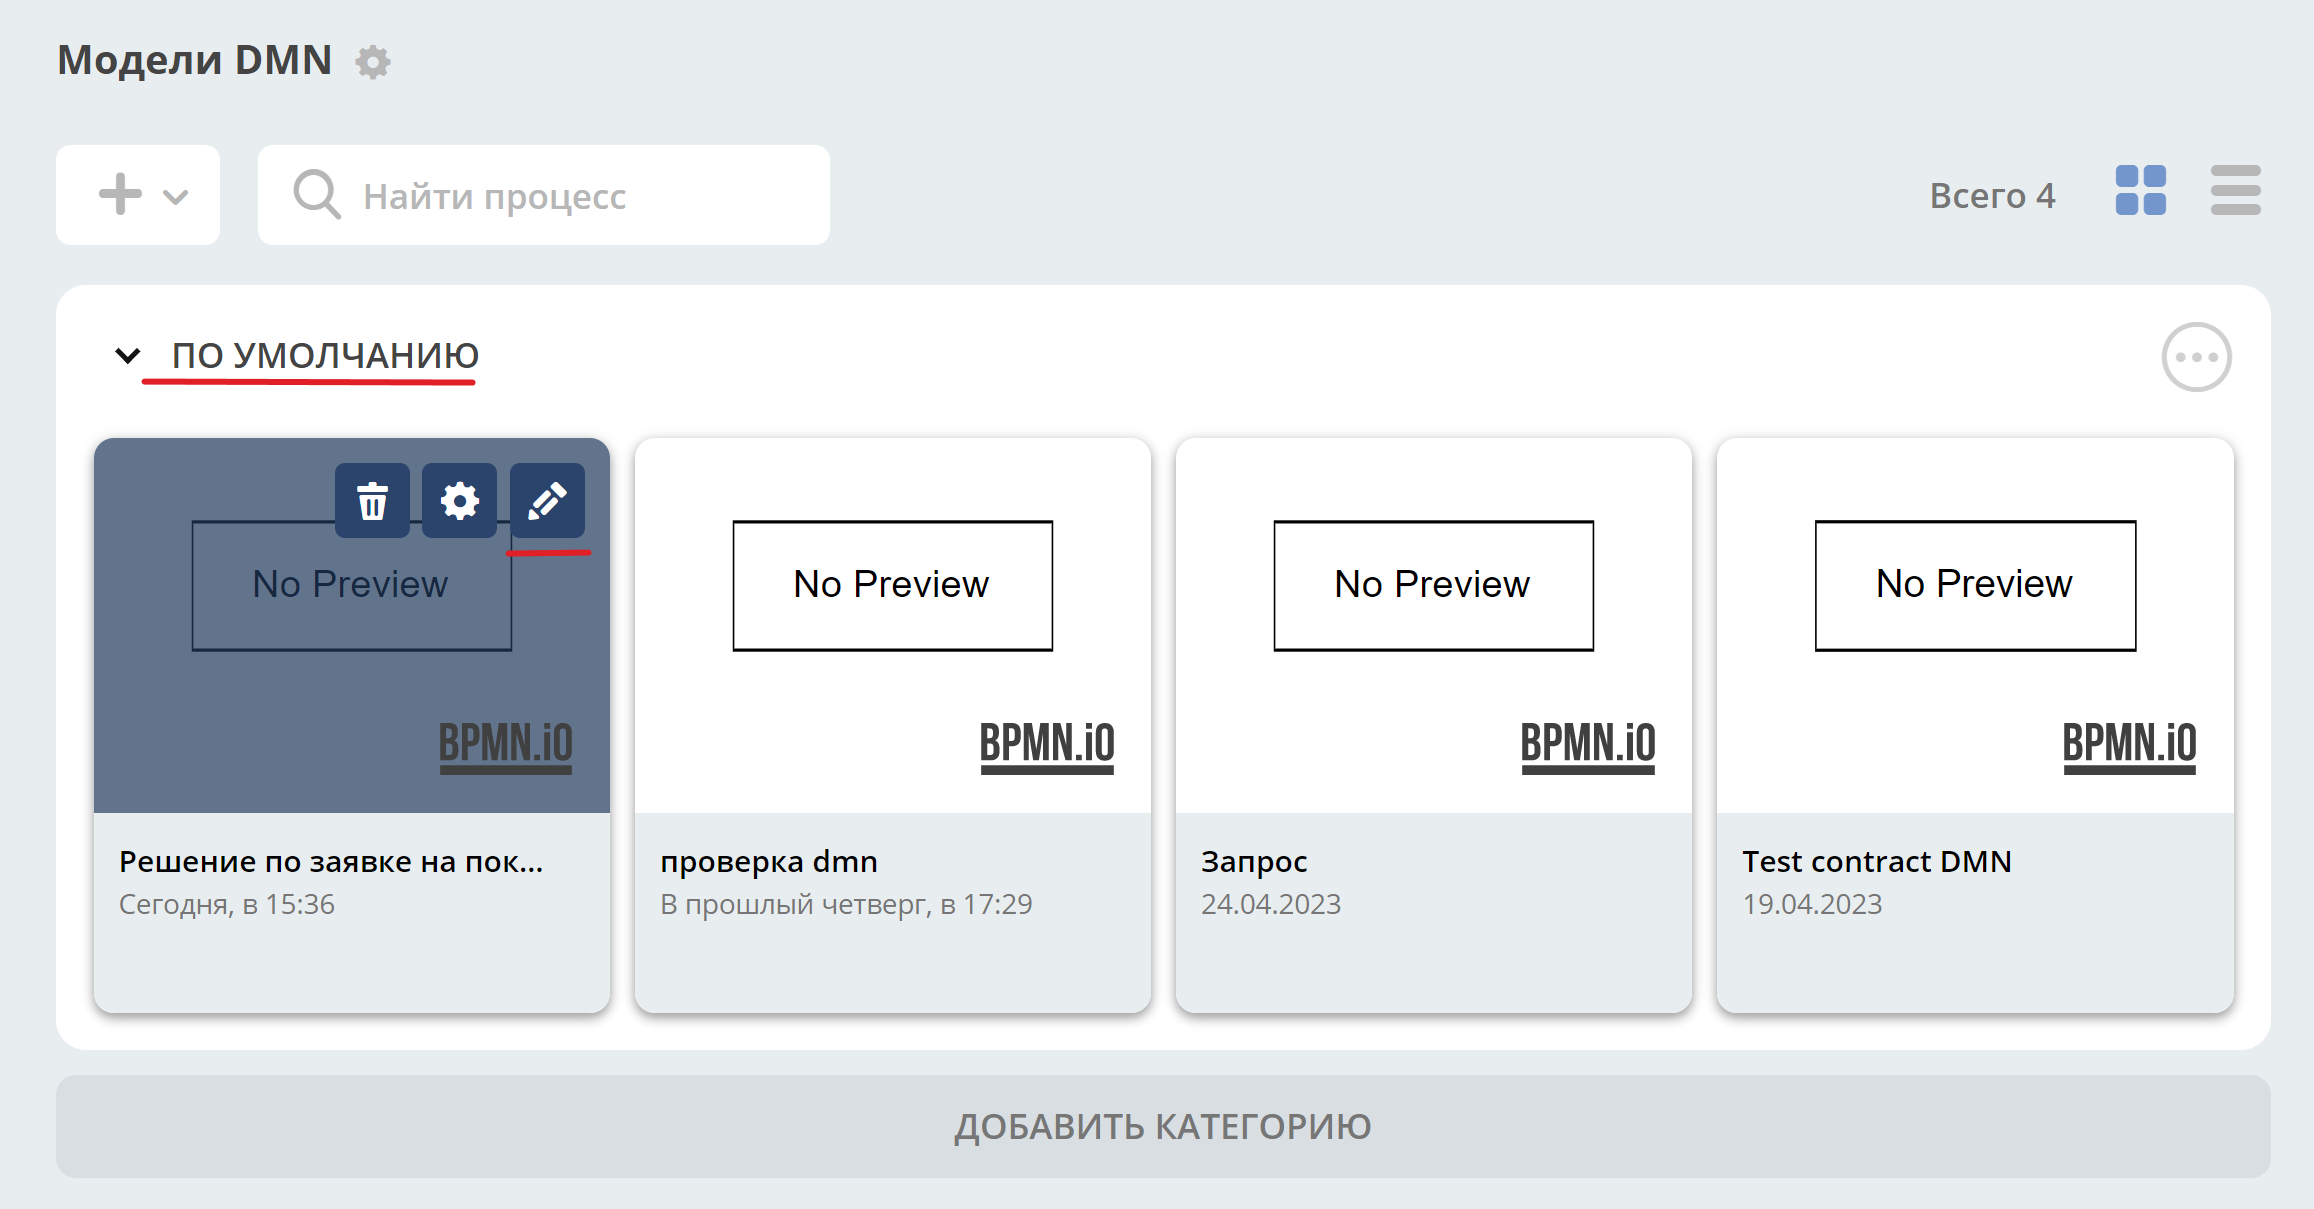 Модели DMN
Найти процесс
Всего 4
ПО УМОЛЧАНИЮ
No Preview
BPMN.iO
Решение по заявке на пок...
Сегодня, в 15:36
No Preview
BPMN.iO
проверка dmn
В прошлый четверг, в 17:29
No Preview
BPMN.iO
Запрос
24.04.2023
No Preview
BPMN.iO
Test contract DMN
19.04.2023
ДОБАВИТЬ КАТЕГОРИЮ